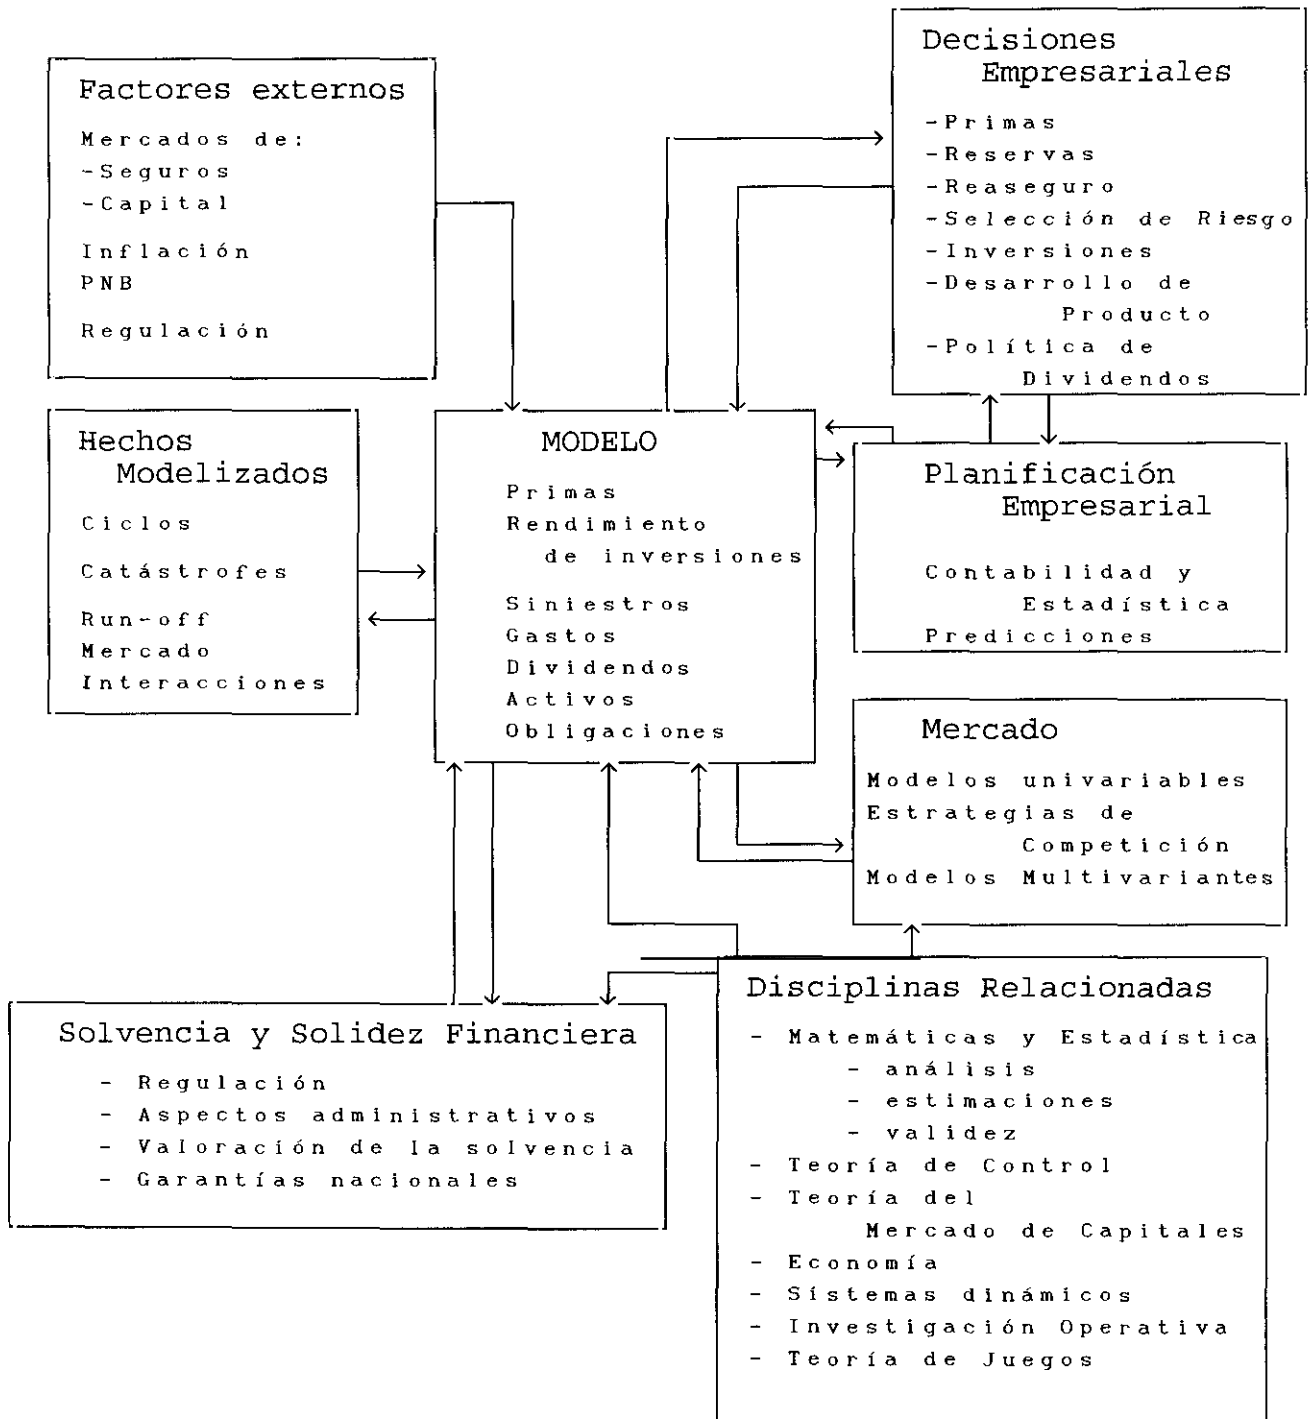 Factores externos
Mercados de:
-Seguros
-Capital
Inflación
PNB
Regulación
Decisiones
Empresariales
-Primas
-Reservas
-Reaseguro
-Selección de Riesgo
-Inversiones
-Desarrollo de
Producto
-Política de
Dividendos
Hechos
Modelizados
Ciclos
Catástrofes
Run-off
Mercado
Interacciones
MODELO
Primas
Rendimiento
de inversiones
Siniestros
Gastos
Dividendos
Activos
Obligaciones
Planificación
Empresarial
Contabilidad y
Estadística
Predicciones
Mercado
Modelos univariables
Estrategias de
Competición
Modelos Multivariantes
Solvencia y Solidez Financiera
- Regulación
- Aspectos administrativos
- Valoración de la solvencia
- Garantías nacionales
Disciplinas Relacionadas
- Matemáticas y Estadística
- análisis
- estimaciones
- validez
- Teoría de Control
- Teoría del
Mercado de Capitales
- Economía
- Sistemas dinámicos
- Investigación Operativa
- Teoría de Juegos